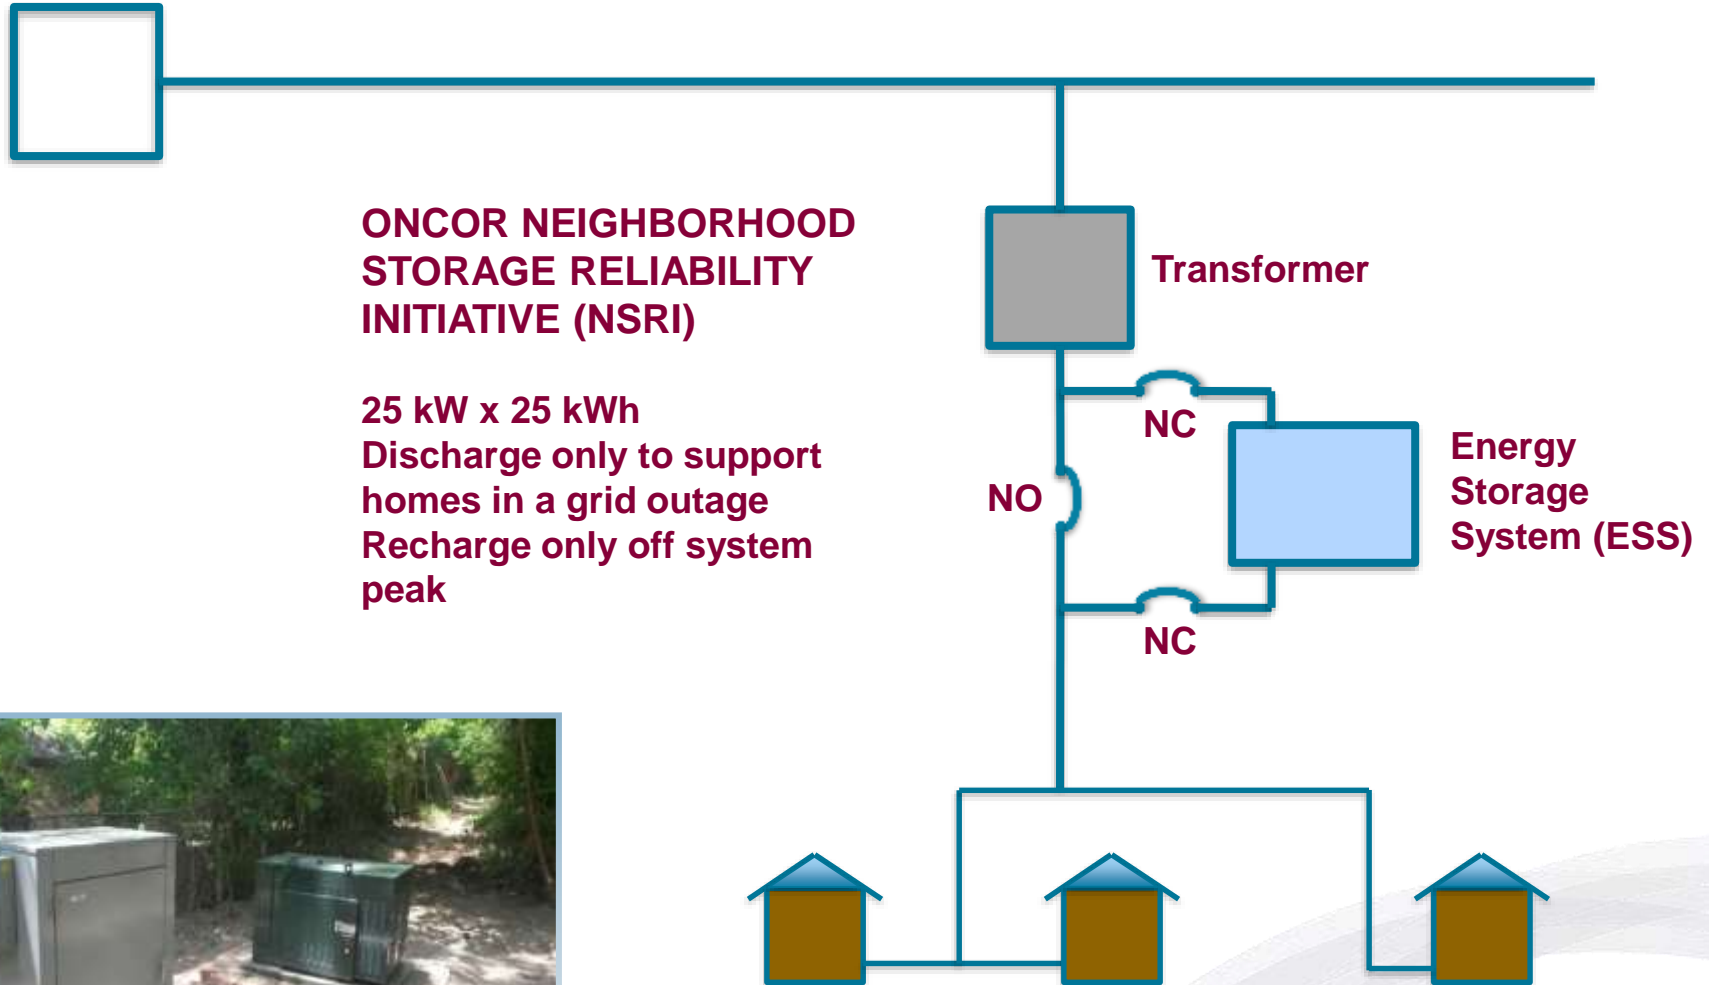 ONCOR NEIGHBORHOOD
STORAGE RELIABILITY
INITIATIVE (NSRI)
25 kW x 25 kWh
Discharge only to support
homes in a grid outage
Recharge only off system
peak
Transformer
NC
NO
Energy
Storage
System (ESS)
NC